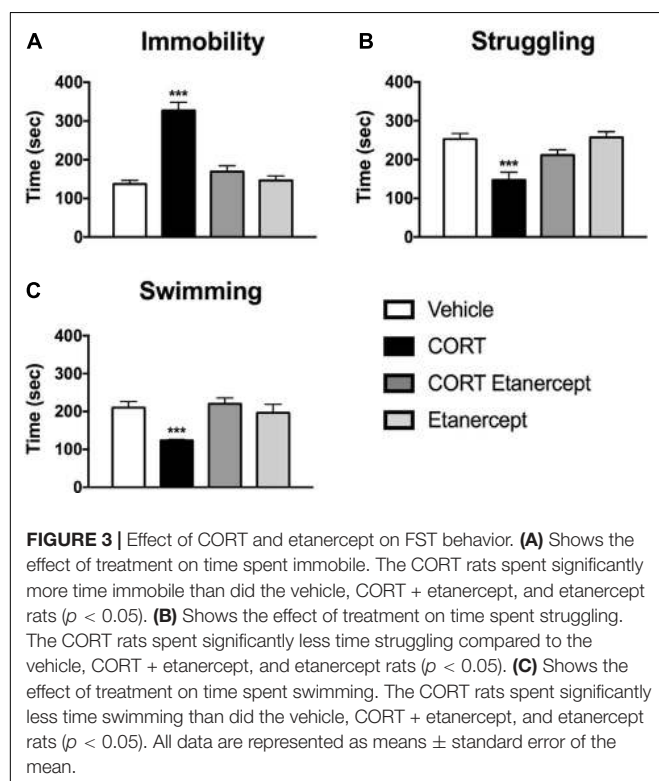 A Immobility
400
300
200
100
0
Time (sec)
***
B Struggling
400
300
200
100
0
Time (sec)
***
C Swimming
400
300
200
100
0
Time (sec)
***
Vehicle
CORT
CORT Etanercept
Etanercept
FIGURE 3 | Effect of CORT and etanercept on FST behavior. (A) Shows the
effect of treatment on time spent immobile. The CORT rats spent significantly
more time immobile than did the vehicle, CORT + etanercept, and etanercept
rats (p < 0.05). (B) Shows the effect of treatment on time spent struggling.
The CORT rats spent significantly less time struggling compared to the
vehicle, CORT + etanercept, and etanercept rats (p < 0.05). (C) Shows the
effect of treatment on time spent swimming. The CORT rats spent significantly
less time swimming than did the vehicle, CORT + etanercept, and etanercept
rats (p < 0.05). All data are represented as means ± standard error of the
mean.